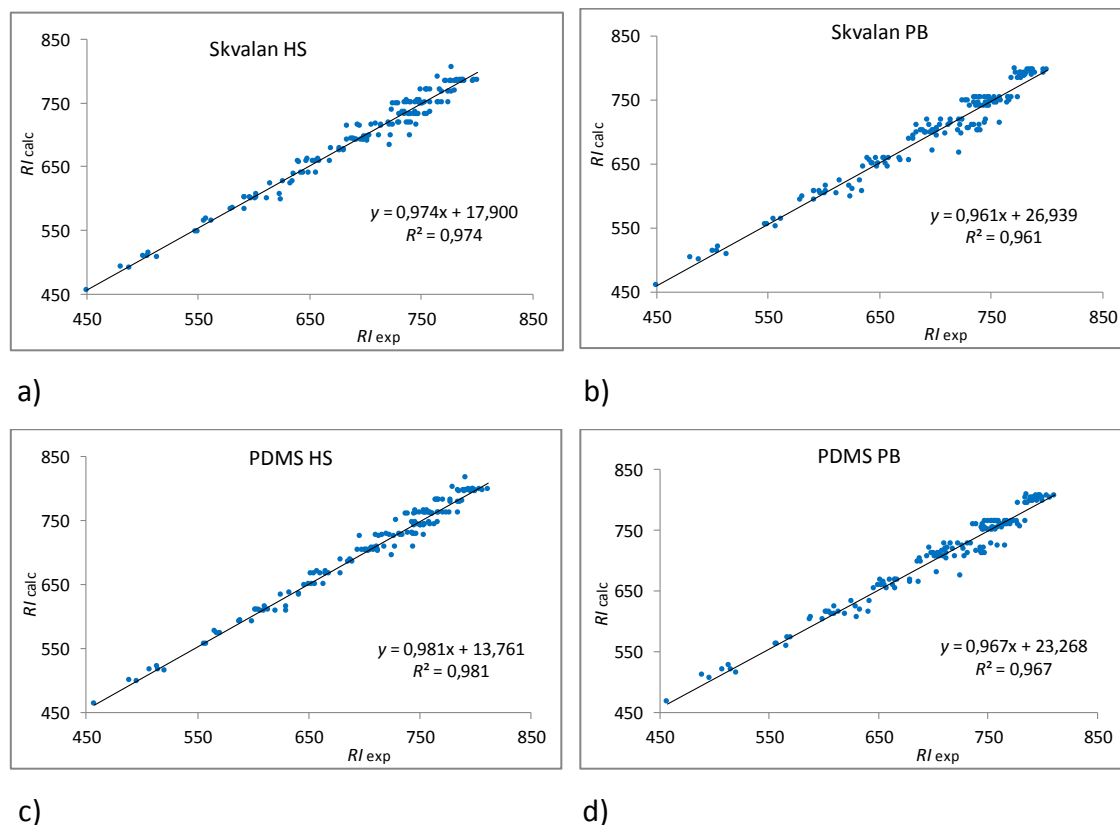 Skvalan HS
850
750
650
550
450
RI calc
y = 0,974x + 17,900
R² = 0,974
450 550 650 750 850
RI exp
a)
Skvalan PB
850
750
650
550
450
RI calc
y = 0,961x + 26,939
R² = 0,961
450 550 650 750 850
RI exp
b)
PDMS HS
850
750
650
550
450
RI calc
y = 0,981x + 13,761
R² = 0,981
450 550 650 750 850
RI exp
c)
PDMS PB
850
750
650
550
450
RI calc
y = 0,967x + 23,268
R² = 0,967
450 550 650 750 850
RI exp
d)